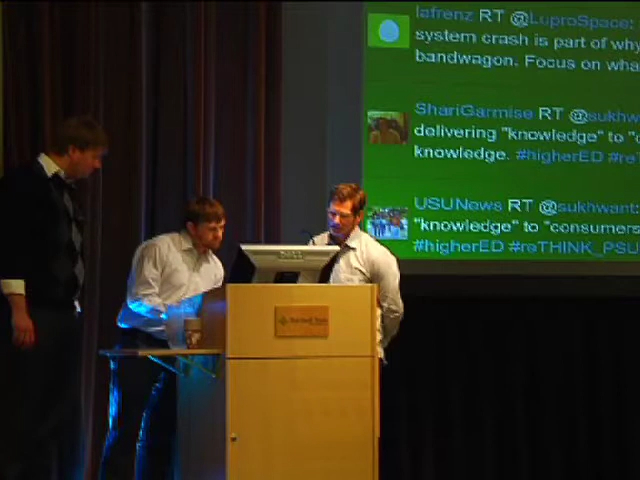 lafrenz RT @LuproSpace:
system crash is part of why
bandwagon. Focus on wha
ShariGarmise RT @sukhw
delivering "knowledge" to "c
knowledge. #higherED #reT
USUNews RT @sukhwant:
"knowledge" to "consumers
#higherED #reTHINK_PSU